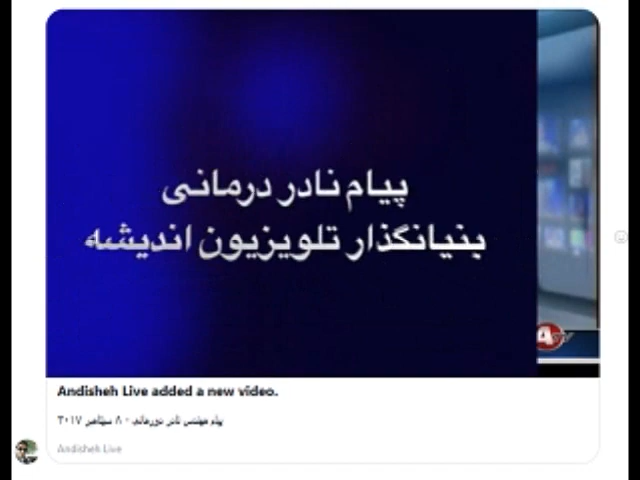 پیام نادر درمانی
بنیانگذار تلویزیون اندیشه
Andisheh Live added a new video.
پیام مهندس نادر دورمانی - ۸ سپتامبر ۲۰۱۷
Andisheh Live